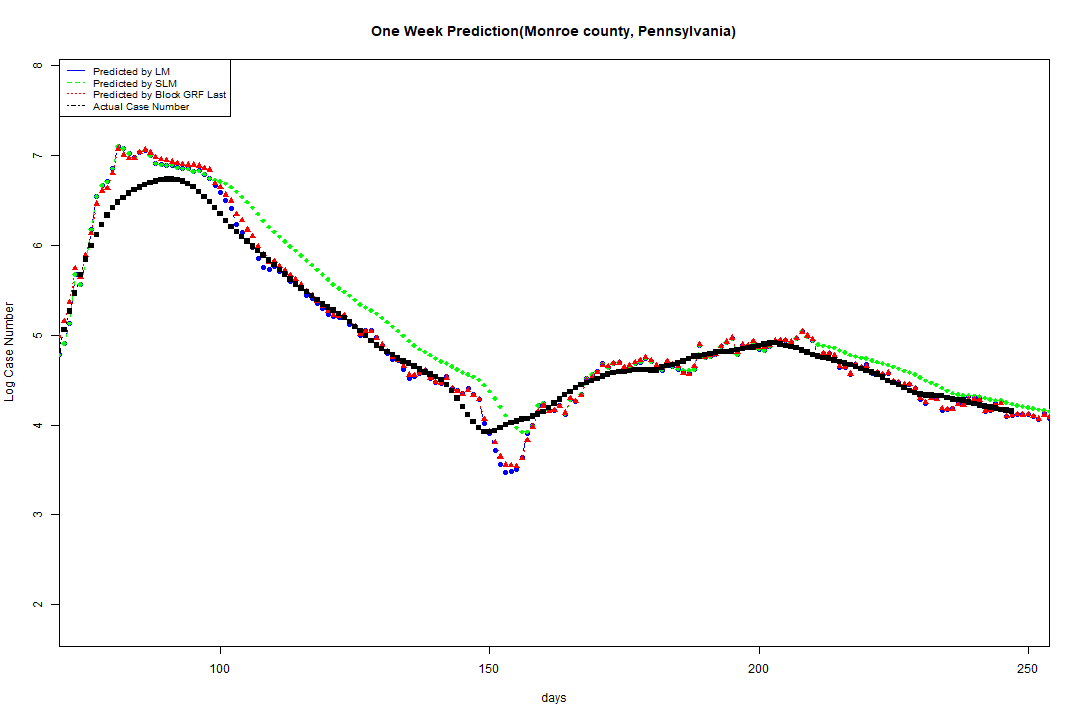 One Week Prediction(Monroe county, Pennsylvania)
Predicted by LM
Predicted by SLM
Predicted by Block GRF Last
Actual Case Number
8
7
6
5
4
3
2
Log Case Number
100 150 200 250
days